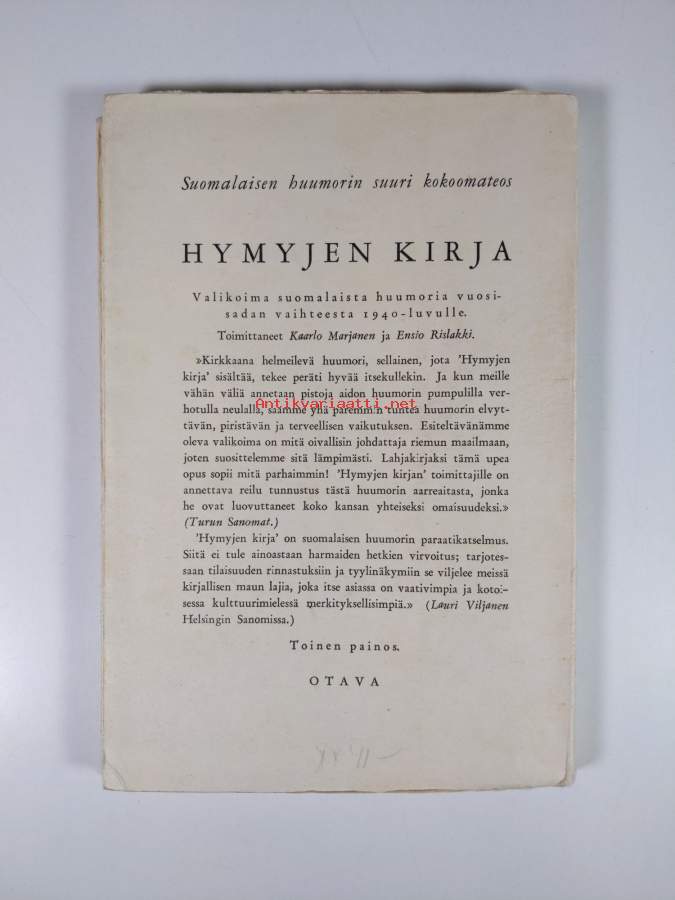 Suomalaisen huumorin suuri kokoomateos
HYMYJEN KIRJA
Valikoima suomalaista huumoria vuosi-
sadan vaihteesta 1940-luvulle.
Toimittaneet Kaarlo Marjanen ja Ensio Rislakki.
»Kirkkaana helmeilevä huumori, sellainen, jota 'Hymyjen
kirja' sisältää, tekee peräti hyvää itsekullekin. Ja kun meille
vähän väliä annetaan pistoja aidon huumorin pumpulilla ver-
Antikvariaatti.net
hotulla neulalla, saamme yhä paremmin tuntea huumorin elvyt-
tävän, piristävän ja terveellisen vaikutuksen. Esiteltävänämme
oleva valikoima on mitä oivallisin johdattaja riemun maailmaan,
joten suosittelemme sitä lämpimästi. Lahjakirjaksi tämä upea
opus sopii mitä parhaimmin! 'Hymyjen kirjan' toimittajille on
annettava reilu tunnustus tästä huumorin aarreaitasta, jonka
he ovat luovuttaneet koko kansan yhteiseksi omaisuudeksi.»
(Turun Sanomat.)
'Hymyjen kirja' on suomalaisen huumorin paraatikatselmus.
Siitä ei tule ainoastaan harmaiden hetkien virvoitus; tarjotes-
saan tilaisuuden rinnastuksiin ja tyylinäkymiin se viljelee meissä
kirjallisen maun lajia, joka itse asiassa on vaativimpia ja kotoi-
sessa kulttuurimielessä merkityksellisimpiä.» (Lauri Viljanen
Helsingin Sanomissa.)
Toinen painos.
OTAVA